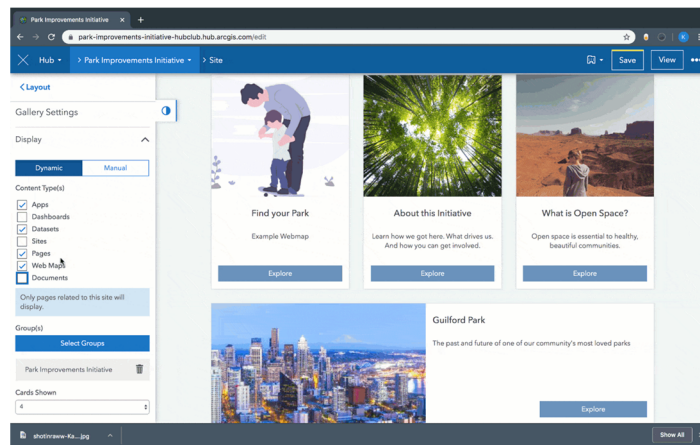 Park Improvements Initiative
park-improvements-initiative-hubclub.hub.arcgis.com/edit
K
Hub
> Park Improvements Initiative
> Site
Save
View
Layout
Gallery Settings
Display
Dynamic
Manual
Content Type(s)
Apps
Dashboards
Datasets
Sites
Pages
Web Maps
Documents
Only pages related to this site will
display.
Group(s)
Select Groups
Park Improvements Initiative
Cards Shown
4
Find your Park
Example Webmap
Explore
About this Initiative
Learn how we got here. What drives us.
And how you can get involved.
Explore
What is Open Space?
Open space is essential to healthy,
beautiful communities.
Explore
Guilford Park
The past and future of one of our community's most loved parks
Explore
shotinraww-Ka....jpg
Show All